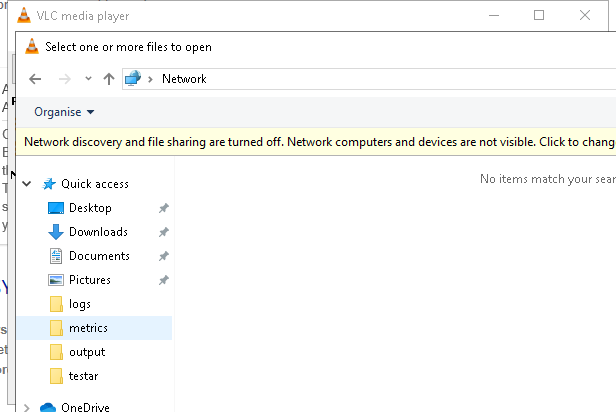 VLC media player
Select one or more files to open
Network
Organise
Network discovery and file sharing are turned off. Network computers and devices are not visible. Click to chang
No items match your sear
Quick access
Desktop
Downloads
Documents
Pictures
logs
metrics
output
testar
OneDrive